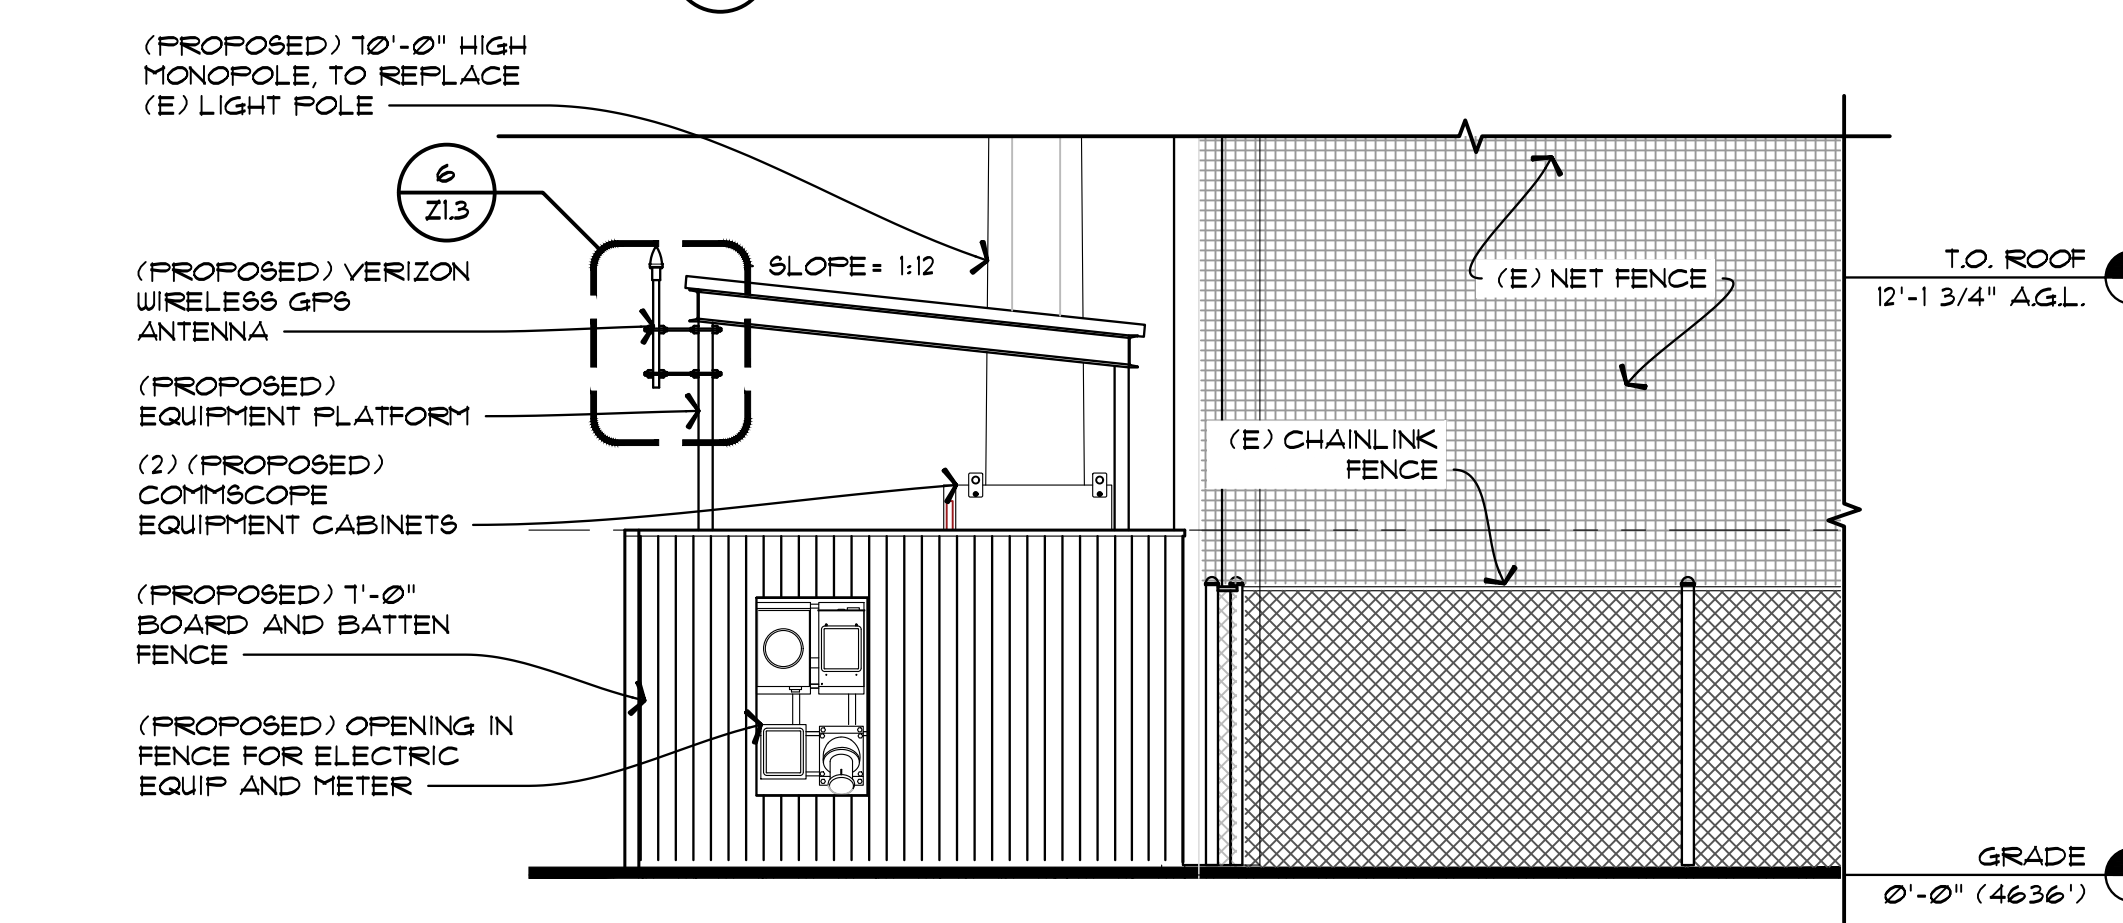 (PROPOSED) 70'-0" HIGH
MONOPOLE, TO REPLACE
(E) LIGHT POLE
6
Z1.3
(PROPOSED) VERIZON
WIRELESS GPS
ANTENNA
SLOPE= 1:12
(E) NET FENCE
T.O. ROOF
12'-1 3/4" A.G.L.
(PROPOSED)
EQUIPMENT PLATFORM
(E) CHAINLINK
FENCE
(2) (PROPOSED)
COMMSCOPE
EQUIPMENT CABINETS
(PROPOSED) 7'-0"
BOARD AND BATTEN
FENCE
(PROPOSED) OPENING IN
FENCE FOR ELECTRIC
EQUIP AND METER
GRADE
0'-0" (4636')